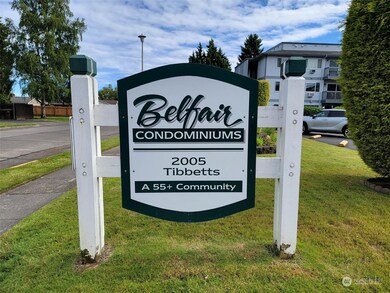 Belfair
CONDOMINIUMS
2005
Tibbetts
A 55+ Community